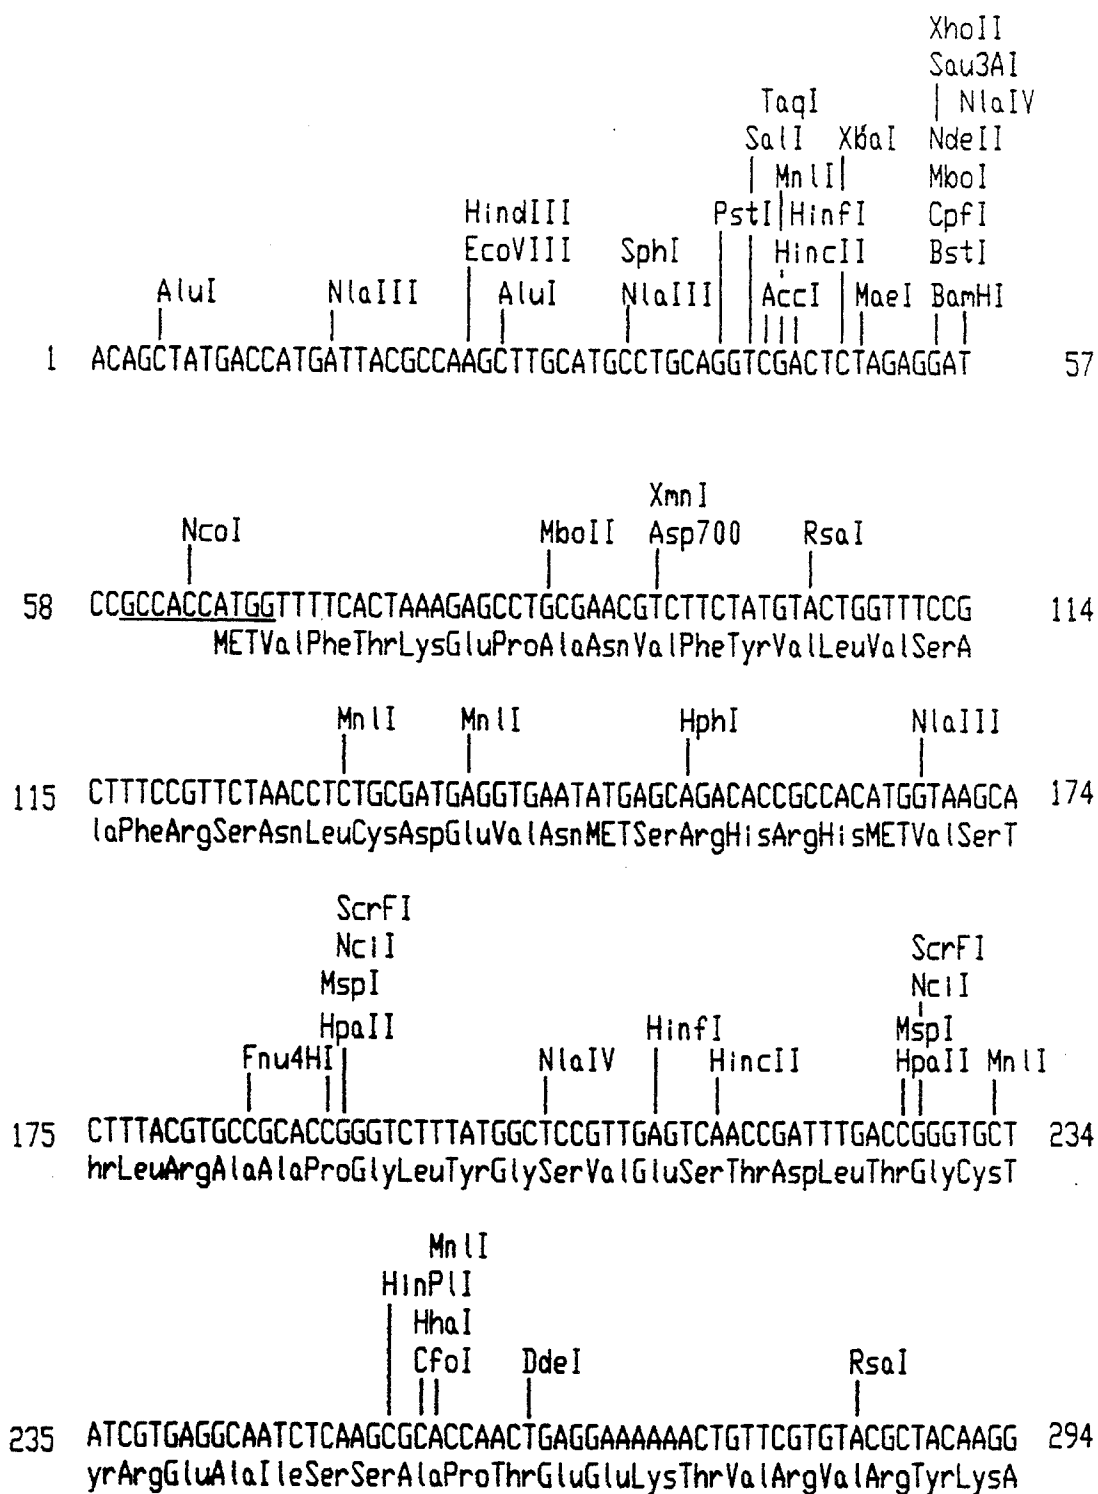 XhoII
Sau3AI
TaqI NlaIV
SalI XbaI NdeII
MnlI MboI
HindIII PstI HinfI CpfI
EcoVIII SphI HincII BstI
AluI NlaIII AluI NlaIII AccI MaeI BamHI
1 ACAGCTATGACCATGATTACGCCAAGCTTGCATGCCTGCAGGTCGACTCTAGAGGAT 57
XmnI
NcoI MboII Asp700 RsaI
58 CCGCCACCATGGTTTTCACTAAAGAGCCTGCGAACGTCTTCTATGTACTGGTTTCCG 114
METValPheThrLysGluProAlaAsnValPheTyrValLeuValSerA
MnlI MnlI HphI NlaIII
115 CTTTCCGTTCTAACCTCTGCGATGAGGTGAATATGAGCAGACACCGCCACATGGTAAGCA 174
laPheArgSerAsnLeuCysAspGluValAsnMETSerArgHisArgHisMETValSerT
ScrFI
NciI ScrFI
MspI NciI
HpaII HinfI MspI
Fnu4HI NlaIV HincII HpaII MnlI
175 CTTTACGTGCCGCACCGGGTCTTTATGGCTCCGTTGAGTCAACCGATTTGACCGGGTGCT 234
hrLeuArgAlaAlaProGlyLeuTyrGlySerValGluSerThrAspLeuThrGlyCysT
MnlI
HinPlI
HhaI
CfoI DdeI RsaI
235 ATCGTGAGGCAATCTCAAGCGCACCAACTGAGGAAAAAACTGTTCGTGTACGCTACAAGG 294
yrArgGluAlaIleSerSerAlaProThrGluGluLysThrValArgValArgTyrLysA